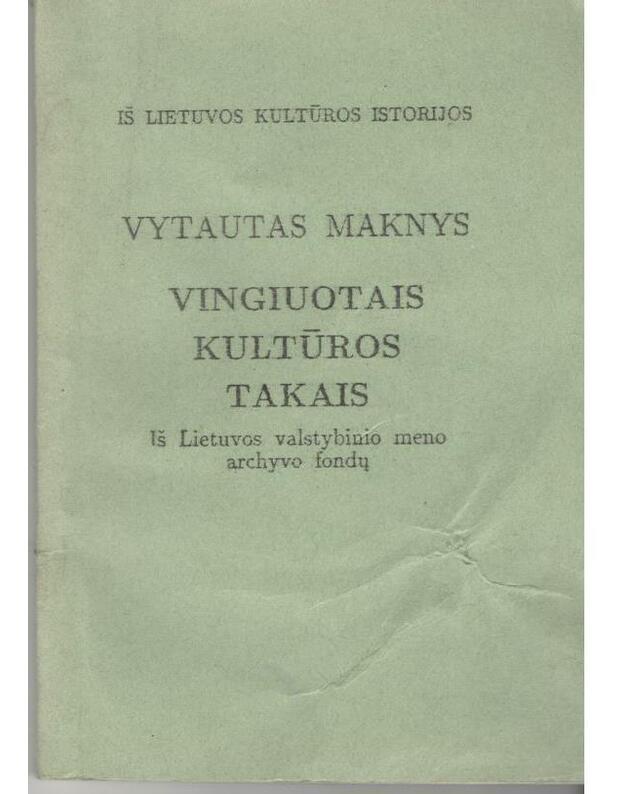 IŠ LIETUVOS KULTŪROS ISTORIJOS
VYTAUTAS MAKNYS
VINGIUOTAIS
KULTŪROS
TAKAIS
Iš Lietuvos valstybinio meno
archyvo fondų